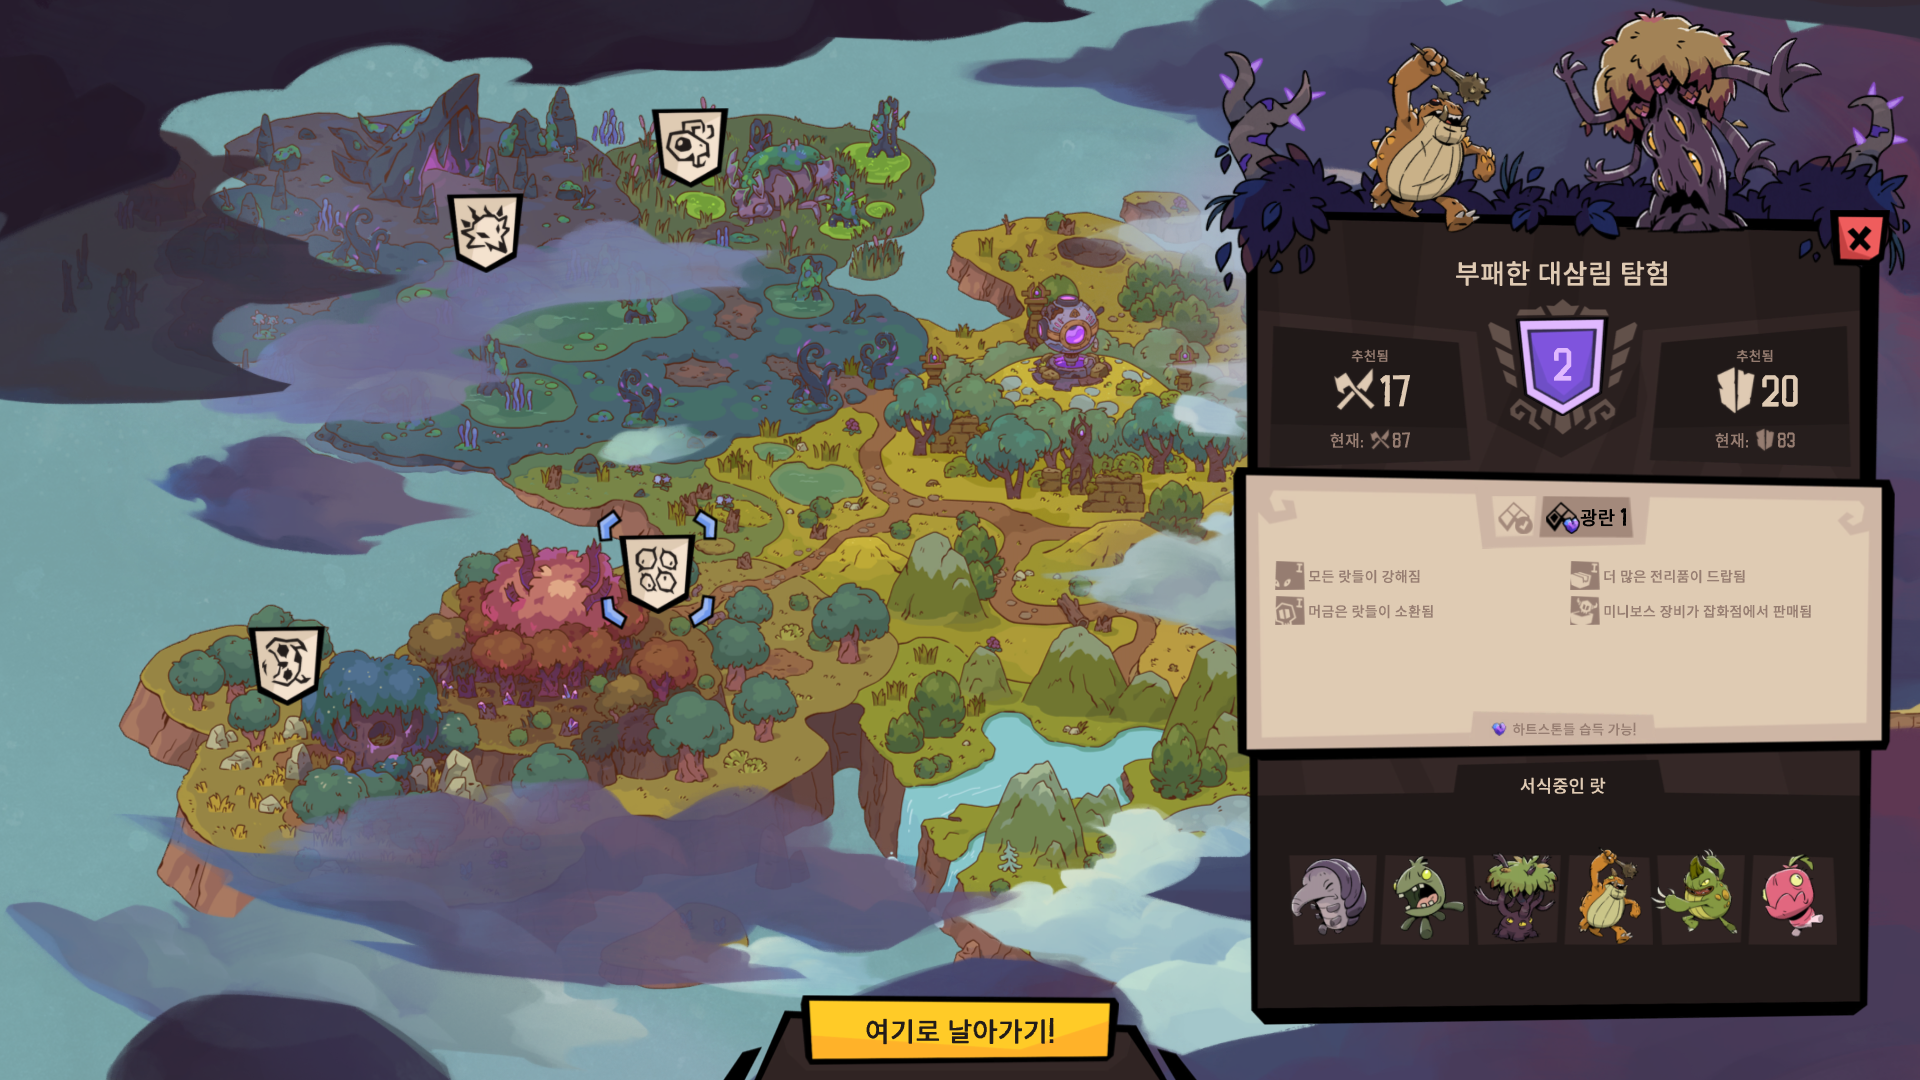 부패한 대삼림 탐험
추천됨
17
현재: 87
2
추천됨
20
현재: 83
광란 1
I 모든 랏들이 강해짐
I 더 많은 전리품이 드랍됨
I 머금은 랏들이 소환됨
미니보스 장비가 잡화점에서 판매됨
하트스톤들 습득 가능!
서식중인 랏
여기로 날아가기!